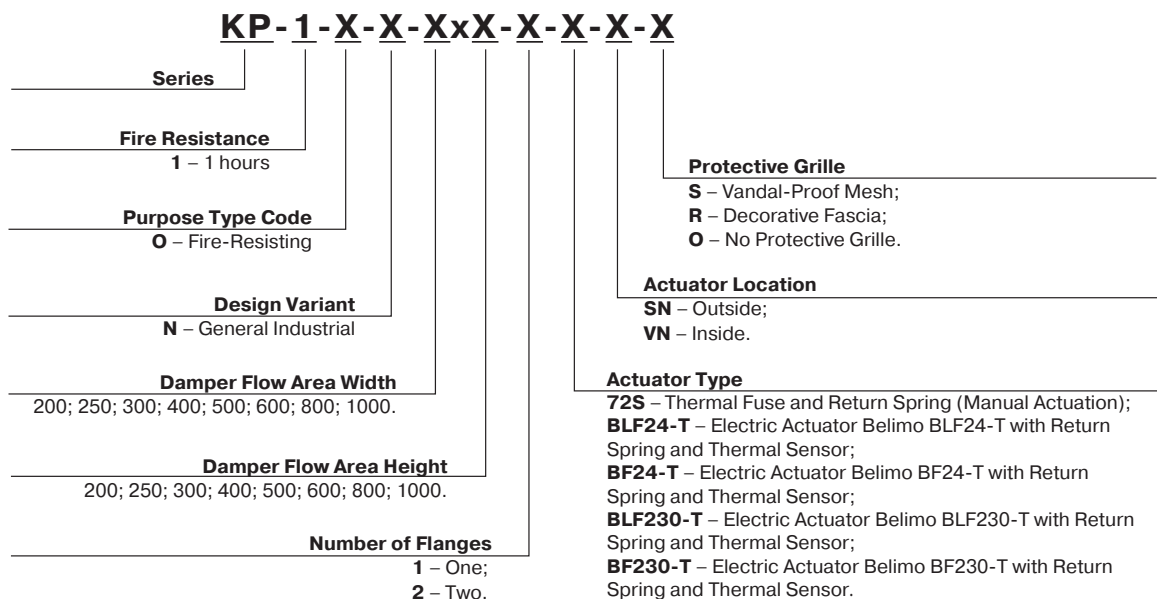 KP-1-X-X-XxX-X-X-X-X
Series
Fire Resistance
1 – 1 hours
Purpose Type Code
O – Fire-Resisting
Design Variant
N – General Industrial
Damper Flow Area Width
200; 250; 300; 400; 500; 600; 800; 1000.
Damper Flow Area Height
200; 250; 300; 400; 500; 600; 800; 1000.
Number of Flanges
1 – One;
2 – Two.
Protective Grille
S – Vandal-Proof Mesh;
R – Decorative Fascia;
O – No Protective Grille.
Actuator Location
SN – Outside;
VN – Inside.
Actuator Type
72S – Thermal Fuse and Return Spring (Manual Actuation);
BLF24-T – Electric Actuator Belimo BLF24-T with Return
Spring and Thermal Sensor;
BF24-T – Electric Actuator Belimo BF24-T with Return
Spring and Thermal Sensor;
BLF230-T – Electric Actuator Belimo BLF230-T with Return
Spring and Thermal Sensor;
BF230-T – Electric Actuator Belimo BF230-T with Return
Spring and Thermal Sensor.